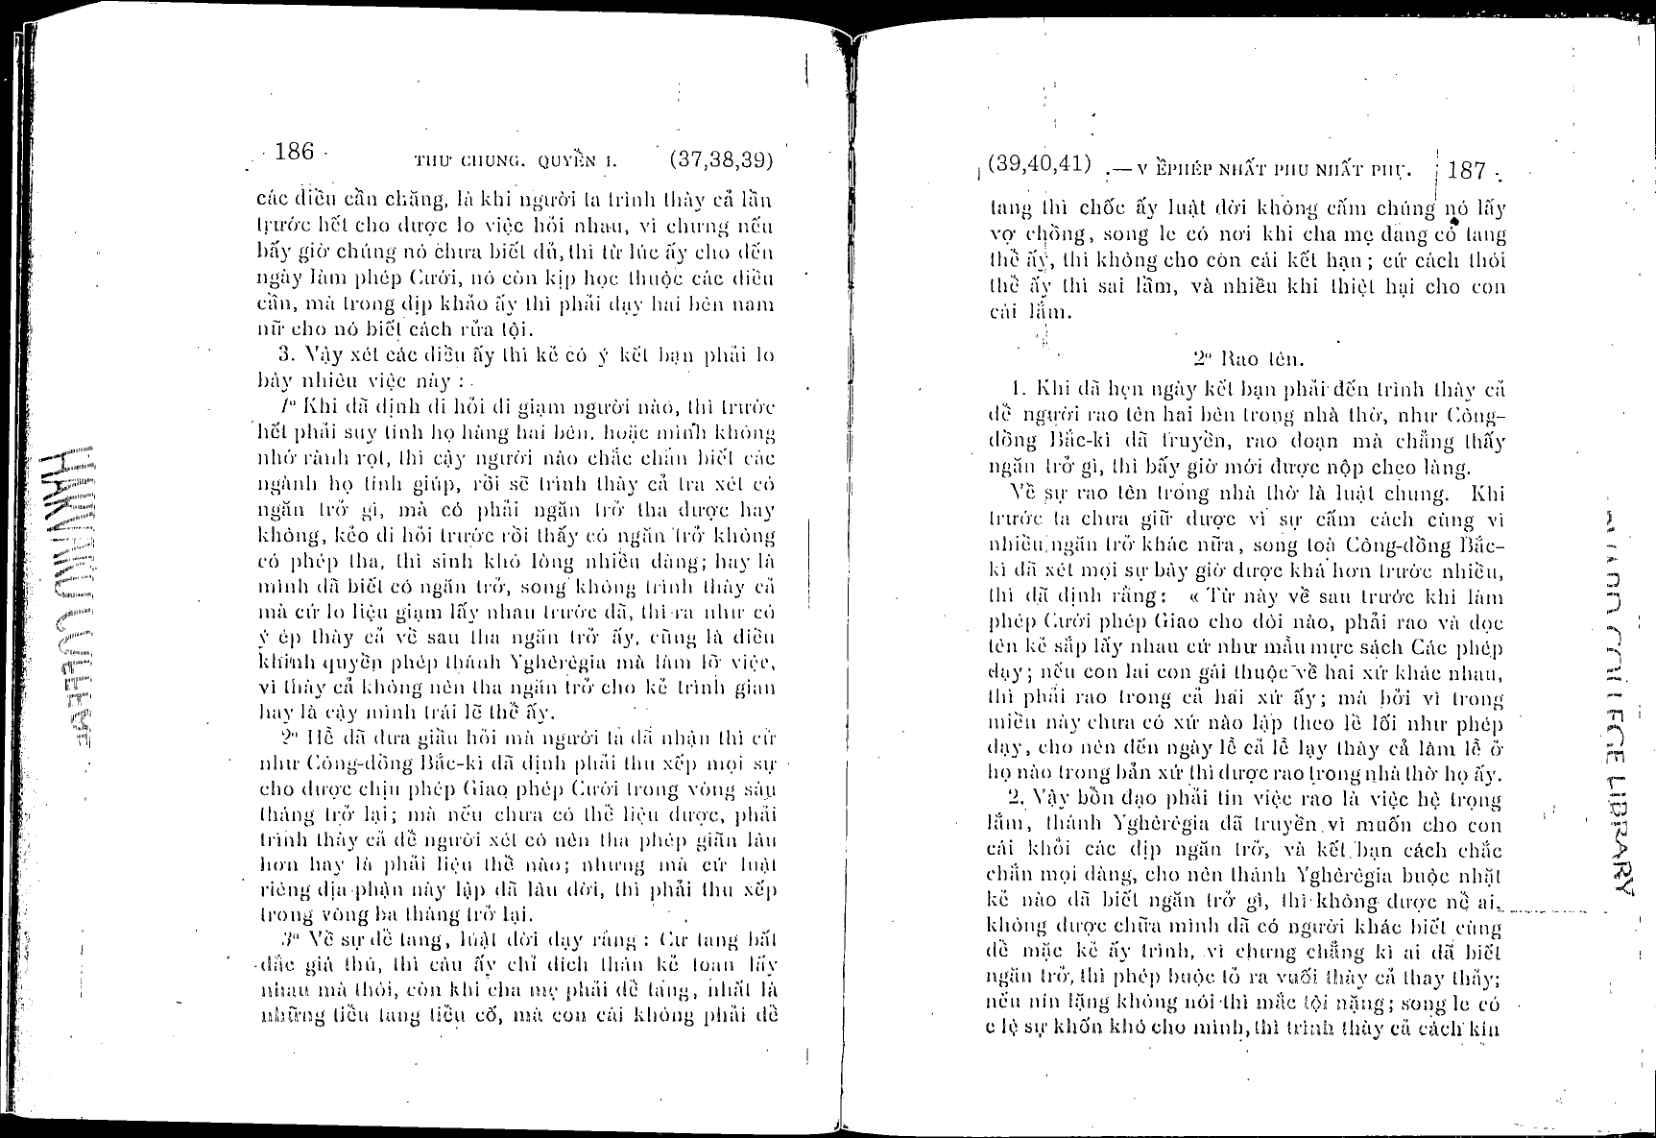 186
THƯ CHUNG. QUYỀN I.
(37,38,39)
các điều cần chăng, là khi người ta trình thày cả lần
trước hết cho được lo việc hỏi nhau, vì chưng nếu
bấy giờ chúng nó chưa biết đủ, thì từ lúc ấy cho đến
ngày làm phép Cưới, nó còn kịp học thuộc các điều
cần, mà trong dịp khảo ấy thì phải dạy hai bên nam
nữ cho nó biết cách rửa tội.
3. Vậy xét các điều ấy thì kẻ có ý kết bạn phải lo
bảy nhiêu việc này :
1º Khi đã định đi hỏi đi giạm người nào, thì trước
hết phải suy tính họ hàng hai bên, hoặc mình không
nhớ rành rọt, thì cậy người nào chắc chắn biết các
ngành họ tính giúp, rồi sẽ trình thày cả tra xét có
ngăn trở gì, mà có phải ngăn trở tha được hay
không, kẻo đi hỏi trước rồi thấy có ngăn trở không
có phép tha, thì sinh khó lòng nhiều đàng; hay là
mình đã biết có ngăn trở, song không trình thày cả
mà cứ lo liệu giạm lấy nhau trước đã, thì ra như có
ý ép thày cả về sau tha ngăn trở ấy, cũng là điều
khinh quyền phép thánh Yghêrêgia mà làm lỡ việc,
vì thày cả không nên tha ngăn trở cho kẻ trình gian
hay là cậy mình trái lẽ thể ấy.
2º Hễ đã đưa giầu hỏi mà người ta đã nhận thì cứ
như Công-đồng Bắc-kì đã định phải thu xếp mọi sự
cho được chịu phép Giao phép Cưới trong vòng sáu
tháng trở lại; mà nếu chưa có thể liệu được, phải
trình thày cả để người xét có nên tha phép giãn lâu
hơn hay là phải liệu thể nào; nhưng mà cứ luật
riêng địa phận này lập đã lâu đời, thì phải thu xếp
trong vòng ba tháng trở lại.
3º Về sự để tang, luật đời dạy rằng : Cư tang bất
đắc giá thú, thì câu ấy chỉ đích thân kẻ toan lấy
nhau mà thôi, còn khi cha mẹ phải để tang, nhất là
những tiểu tang tiểu cố, mà con cái không phải để
(39,40,41)
.— V ỀPHÉP NHẤT PHU NHẤT PHỤ.
187
tang thì chốc ấy luật đời không cấm chúng nó lấy
vợ chồng, song le có nơi khi cha mẹ đang có tang
thể ấy, thì không cho con cái kết bạn; cứ cách thói
thể ấy thì sai lầm, và nhiều khi thiệt hại cho con
cái lắm.
2º Rao tên.
1. Khi đã hẹn ngày kết bạn phải đến trình thày cả
để người rao tên hai bên trong nhà thờ, như Công-
đồng Bắc-kì đã truyền, rao đoạn mà chẳng thấy
ngăn trở gì, thì bấy giờ mới được nộp cheo làng.
Về sự rao tên trong nhà thờ là luật chung. Khi
trước ta chưa giữ được vì sự cấm cách cùng vì
nhiều ngăn trở khác nữa, song toà Công-đồng Bắc-
kì đã xét mọi sự bây giờ được khá hơn trước nhiều,
thì đã định rằng: « Từ này về sau trước khi làm
phép Cưới phép Giao cho đôi nào, phải rao và đọc
tên kẻ sắp lấy nhau cứ như mẫu mực sách Các phép
dạy; nếu con lai con gái thuộc về hai xứ khác nhau,
thì phải rao trong cả hai xứ ấy; mà bởi vì trong
miền này chưa có xứ nào lập theo lề lối như phép
dạy, cho nên đến ngày lễ cả lễ lạy thày cả làm lễ ở
họ nào trong bản xứ thì được rao trong nhà thờ họ ấy.
2. Vậy bổn đạo phải tin việc rao là việc hệ trọng
lắm, thánh Yghêrêgia đã truyền vì muốn cho con
cái khỏi các dịp ngăn trở, và kết bạn cách chắc
chắn mọi đàng, cho nên thánh Yghêrêgia buộc nhặt
kẻ nào đã biết ngăn trở gì, thì không được nề ai,
không được chữa mình đã có người khác biết cùng
để mặc kẻ ấy trình, vì chưng chẳng kì ai đã biết
ngăn trở, thì phép buộc tỏ ra vuối thày cả thay thảy;
nếu nín lặng không nói thì mắc tội nặng; song le có
e lệ sự khốn khó cho mình, thì trình thày cả cách kín
COLLEGE LIBRARY